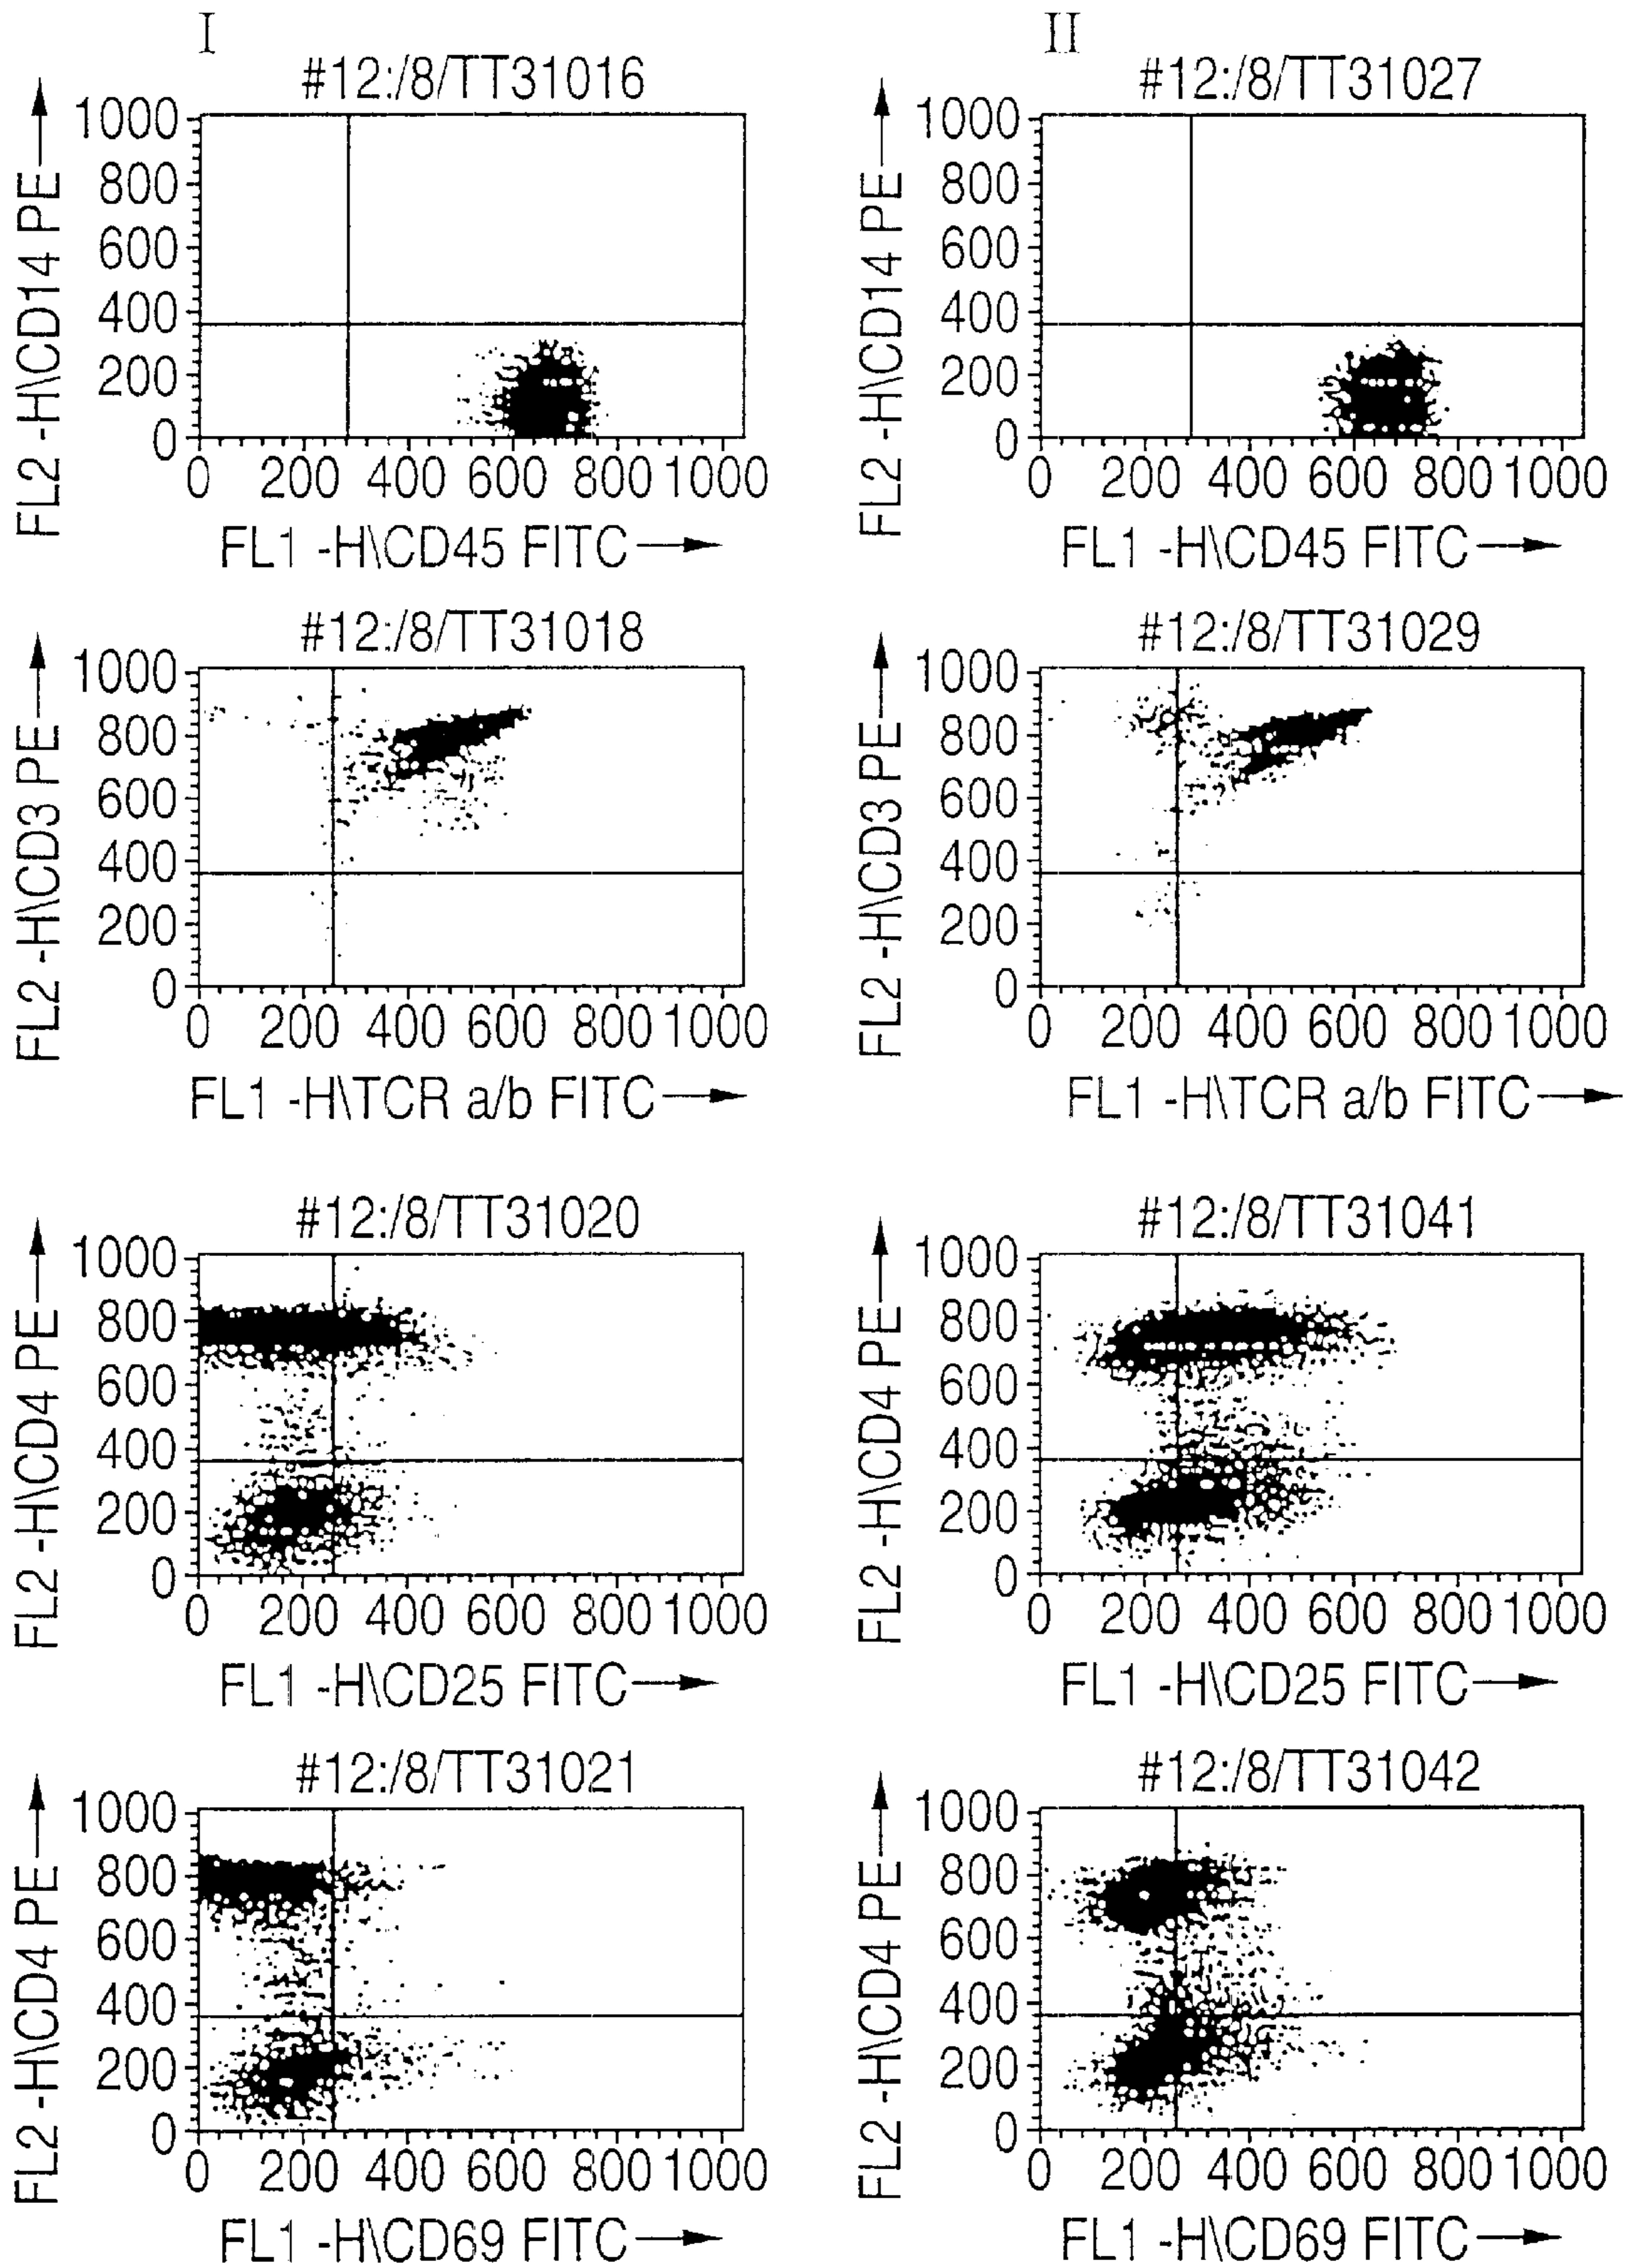 I
II
#12:/8/TT31016
#12:/8/TT31027
FL2 -H\CD14 PE
1000
800
600
400
200
0
0 200 400 600 800 1000
FL1 -H\CD45 FITC
FL2 -H\CD14 PE
1000
800
600
400
200
0
0 200 400 600 800 1000
FL1 -H\CD45 FITC
#12:/8/TT31018
#12:/8/TT31029
FL2 -H\CD3 PE
1000
800
600
400
200
0
0 200 400 600 800 1000
FL1 -H\TCR a/b FITC
FL2 -H\CD3 PE
1000
800
600
400
200
0
0 200 400 600 800 1000
FL1 -H\TCR a/b FITC
#12:/8/TT31020
#12:/8/TT31041
FL2 -H\CD4 PE
1000
800
600
400
200
0
0 200 400 600 800 1000
FL1 -H\CD25 FITC
FL2 -H\CD4 PE
1000
800
600
400
200
0
0 200 400 600 800 1000
FL1 -H\CD25 FITC
#12:/8/TT31021
#12:/8/TT31042
FL2 -H\CD4 PE
1000
800
600
400
200
0
0 200 400 600 800 1000
FL1 -H\CD69 FITC
FL2 -H\CD4 PE
1000
800
600
400
200
0
0 200 400 600 800 1000
FL1 -H\CD69 FITC